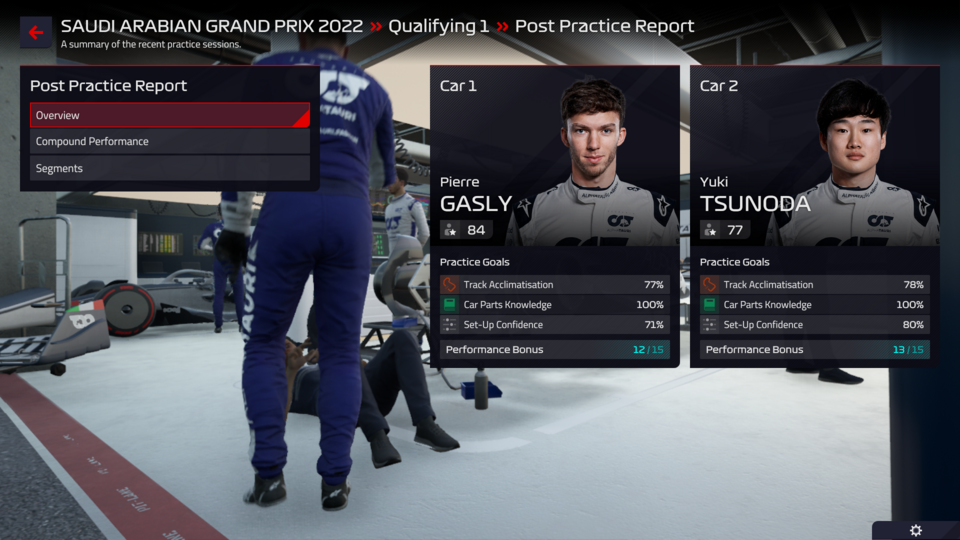 SAUDI ARABIAN GRAND PRIX 2022 » Qualifying 1 » Post Practice Report
A summary of the recent practice sessions.
Post Practice Report
Overview
Compound Performance
Segments
Car 1
Pierre
GASLY
84
Practice Goals
Track Acclimatisation 77%
Car Parts Knowledge 100%
Set-Up Confidence 71%
Performance Bonus 12/15
Car 2
Yuki
TSUNODA
77
Practice Goals
Track Acclimatisation 78%
Car Parts Knowledge 100%
Set-Up Confidence 80%
Performance Bonus 13/15
PIT-LANE